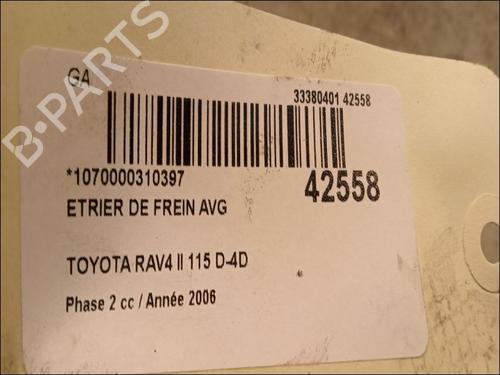 GA
33380401 42558
*1070000310397
42558
ETRIER DE FREIN AVG
TOYOTA RAV4 II 115 D-4D
Phase 2 cc / Année 2006
B-PARTS